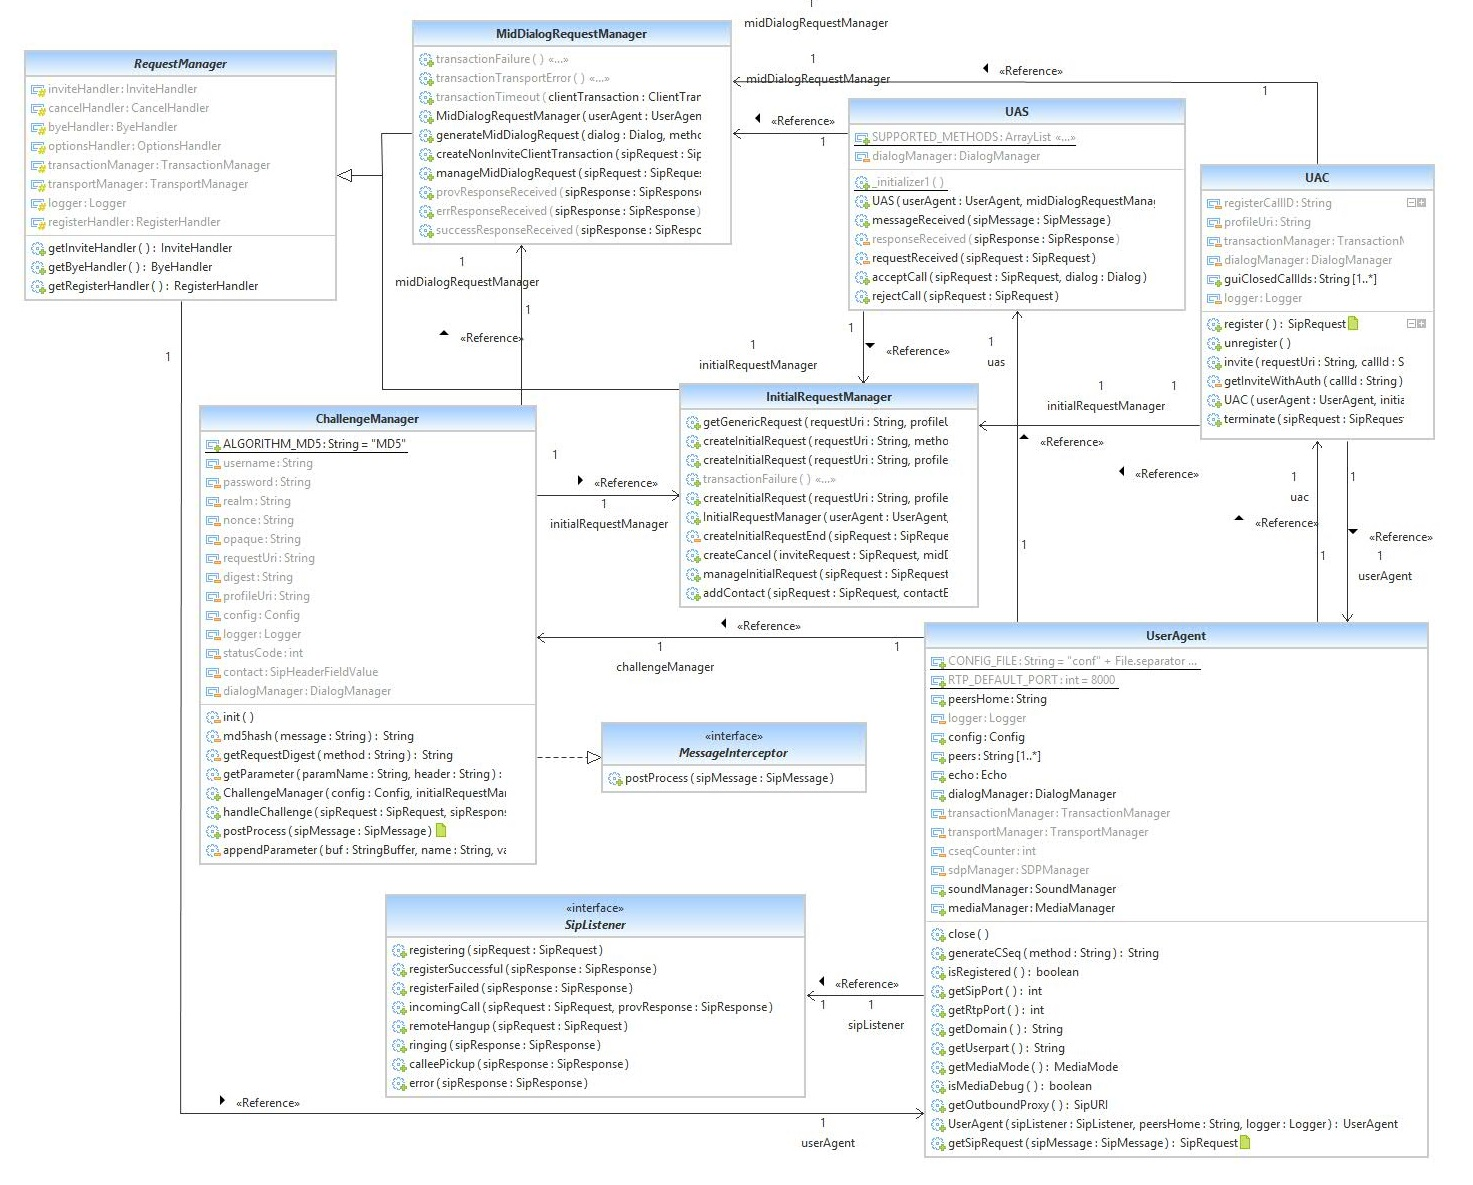 midDialogRequestManager
1
midDialogRequestManager
«Reference»
1
RequestManager
inviteHandler : InviteHandler
cancelHandler : CancelHandler
byeHandler : ByeHandler
optionsHandler : OptionsHandler
transactionManager : TransactionManager
transportManager : TransportManager
logger : Logger
registerHandler : RegisterHandler
getInviteHandler ( ) : InviteHandler
getByeHandler ( ) : ByeHandler
getRegisterHandler ( ) : RegisterHandler
MidDialogRequestManager
transactionFailure ( ) «...»
transactionTransportError ( ) «...»
transactionTimeout ( clientTransaction : ClientTrar
MidDialogRequestManager ( userAgent : UserAgen
generateMidDialogRequest ( dialog : Dialog, metho
createNonInviteClientTransaction ( sipRequest : Sip
manageMidDialogRequest ( sipRequest : SipReques
provResponseReceived ( sipResponse : SipRespons
errResponseReceived ( sipResponse : SipResponse )
successResponseReceived ( sipResponse : SipRespc
«Reference»
1
UAS
SUPPORTED_METHODS : ArrayList «...»
dialogManager : DialogManager
_initializer1 ( )
UAS ( userAgent : UserAgent, midDialogRequestMana
messageReceived ( sipMessage : SipMessage )
responseReceived ( sipResponse : SipResponse )
requestReceived ( sipRequest : SipRequest )
acceptCall ( sipRequest : SipRequest, dialog : Dialog )
rejectCall ( sipRequest : SipRequest )
UAC
registerCallID : String
profileUri : String
transactionManager : Transaction
dialogManager : DialogManager
guiClosedCallIds : String [1..*]
logger : Logger
register ( ) : SipRequest
unregister ( )
invite ( requestUri : String, callId : S
getInviteWithAuth ( callId : String )
UAC ( userAgent : UserAgent, initia
terminate ( sipRequest : SipReques
1
midDialogRequestManager
1
«Reference»
1
1
«Reference»
1
initialRequestManager
1
uas
1
1
initialRequestManager
«Reference»
«Reference»
1
uac
«Reference»
1
1
1
«Reference»
1
userAgent
ChallengeManager
ALGORITHM_MD5 : String = "MD5"
username : String
password : String
realm : String
nonce : String
opaque : String
requestUri : String
digest : String
profileUri : String
config : Config
logger : Logger
statusCode : int
contact : SipHeaderFieldValue
dialogManager : DialogManager
init ( )
md5hash ( message : String ) : String
getRequestDigest ( method : String ) : String
getParameter ( paramName : String, header : String ) :
ChallengeManager ( config : Config, initialRequestMar
handleChallenge ( sipRequest : SipRequest, sipRespons
postProcess ( sipMessage : SipMessage )
appendParameter ( buf : StringBuffer, name : String, va
1
«Reference»
1
initialRequestManager
InitialRequestManager
getGenericRequest ( requestUri : String, profileU
createInitialRequest ( requestUri : String, metho
createInitialRequest ( requestUri : String, profile
transactionFailure ( ) «...»
createInitialRequest ( requestUri : String, profile
InitialRequestManager ( userAgent : UserAgent,
createInitialRequestEnd ( sipRequest : SipReque
createCancel ( inviteRequest : SipRequest, midD
manageInitialRequest ( sipRequest : SipRequest
addContact ( sipRequest : SipRequest, contactE
1
«Reference»
1
1
challengeManager
«interface»
MessageInterceptor
postProcess ( sipMessage : SipMessage )
UserAgent
CONFIG_FILE : String = "conf" + File.separator ...
RTP_DEFAULT_PORT : int = 8000
peersHome : String
logger : Logger
config : Config
peers : String [1..*]
echo : Echo
dialogManager : DialogManager
transactionManager : TransactionManager
transportManager : TransportManager
cseqCounter : int
sdpManager : SDPManager
soundManager : SoundManager
mediaManager : MediaManager
close ( )
generateCSeq ( method : String ) : String
isRegistered ( ) : boolean
getSipPort ( ) : int
getRtpPort ( ) : int
getDomain ( ) : String
getUserpart ( ) : String
getMediaMode ( ) : MediaMode
isMediaDebug ( ) : boolean
getOutboundProxy ( ) : SipURI
UserAgent ( sipListener : SipListener, peersHome : String, logger : Logger ) : UserAgent
getSipRequest ( sipMessage : SipMessage ) : SipRequest
«interface»
SipListener
registering ( sipRequest : SipRequest )
registerSuccessful ( sipResponse : SipResponse )
registerFailed ( sipResponse : SipResponse )
incomingCall ( sipRequest : SipRequest, provResponse : SipResponse )
remoteHangup ( sipRequest : SipRequest )
ringing ( sipResponse : SipResponse )
calleePickup ( sipResponse : SipResponse )
error ( sipResponse : SipResponse )
«Reference»
1 1
sipListener
1
«Reference»
1
userAgent